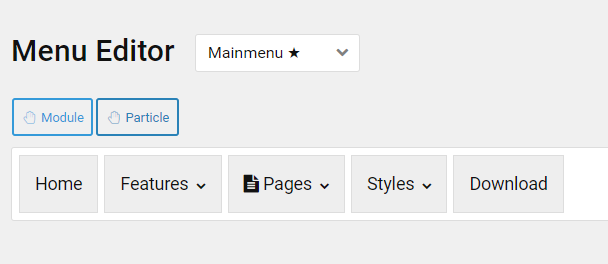 Menu Editor Mainmenu ★
Module Particle
Home Features Pages Styles Download